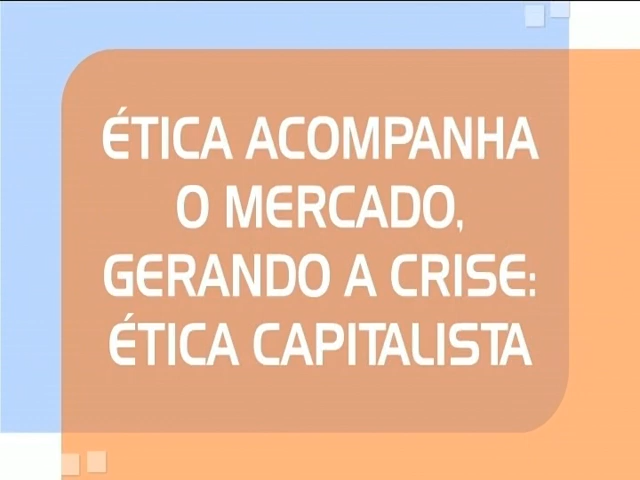 ÉTICA ACOMPANHA
O MERCADO,
GERANDO A CRISE:
ÉTICA CAPITALISTA